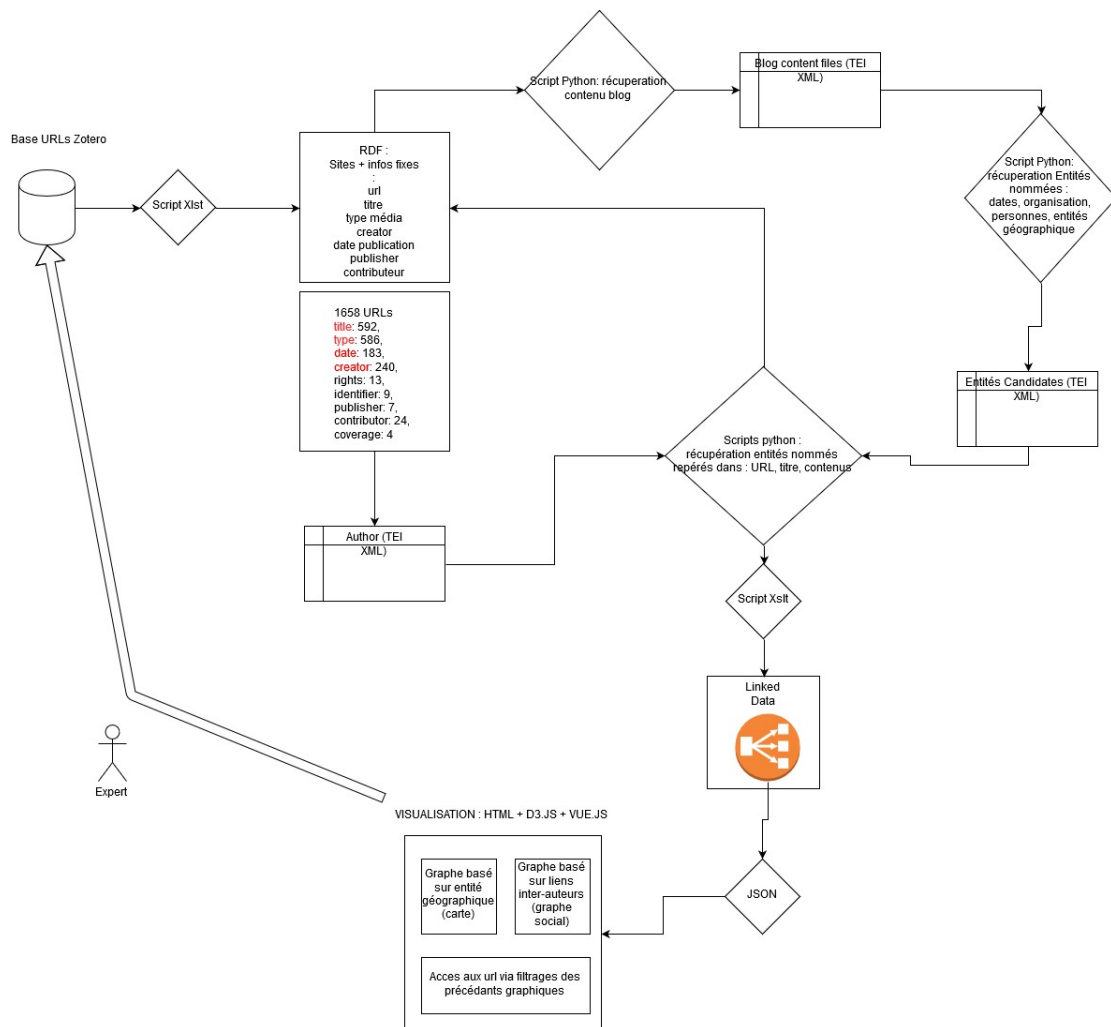 Base URLs Zotero
Script Xlst
RDF :
Sites + infos fixes
:
url
titre
type média
creator
date publication
publisher
contributeur
1658 URLs
title: 592,
type: 586,
date: 183,
creator: 240,
rights: 13,
identifier: 9,
publisher: 7,
contributor: 24,
coverage: 4
Author (TEI
XML)
Script Python: récuperation
contenu blog
Blog content files (TEI
XML)
Script Python:
récuperation Entités
nommées :
dates, organisation,
personnes, entités
géographique
Entités Candidates (TEI
XML)
Scripts python :
récupération entités nommés
repérés dans : URL, titre, contenus
Script Xslt
Linked
Data
JSON
Expert
VISUALISATION : HTML + D3.JS + VUE.JS
Graphe basé
sur entité
géographique
(carte)
Graphe basé
sur liens
inter-auteurs
(graphe
social)
Acces aux url via filtrages des
précédants graphiques